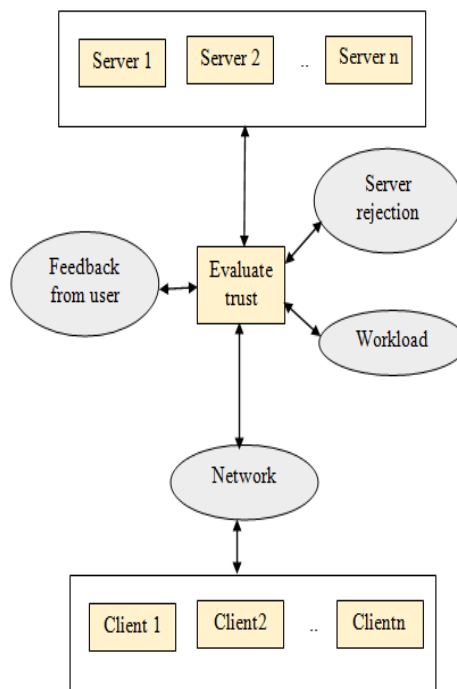 Server 1 Server 2 .. Server n
Server
rejection
Feedback
from user
Evaluate
trust
Workload
Network
Client 1 Client2 .. Clientn